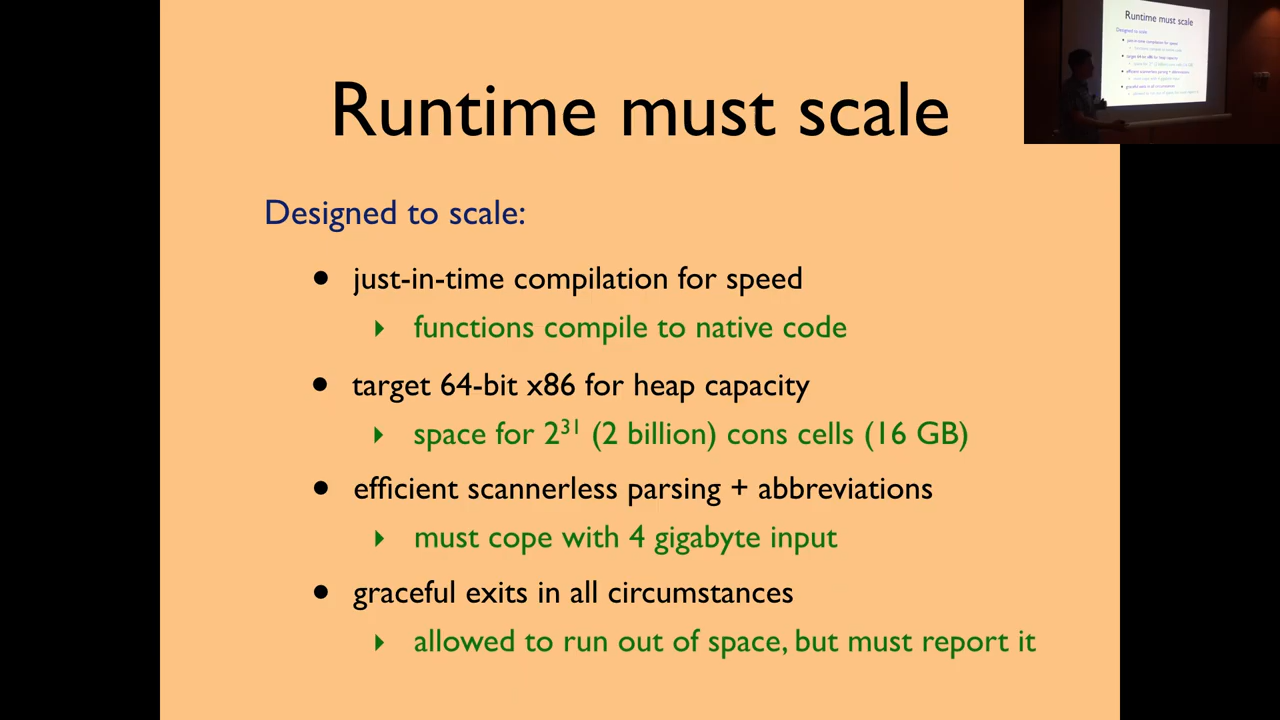 Runtime must scale
Designed to scale:
• just-in-time compilation for speed
‣ functions compile to native code
• target 64-bit x86 for heap capacity
‣ space for 2³¹ (2 billion) cons cells (16 GB)
• efficient scannerless parsing + abbreviations
‣ must cope with 4 gigabyte input
• graceful exits in all circumstances
‣ allowed to run out of space, but must report it
Runtime must scale
Designed to scale